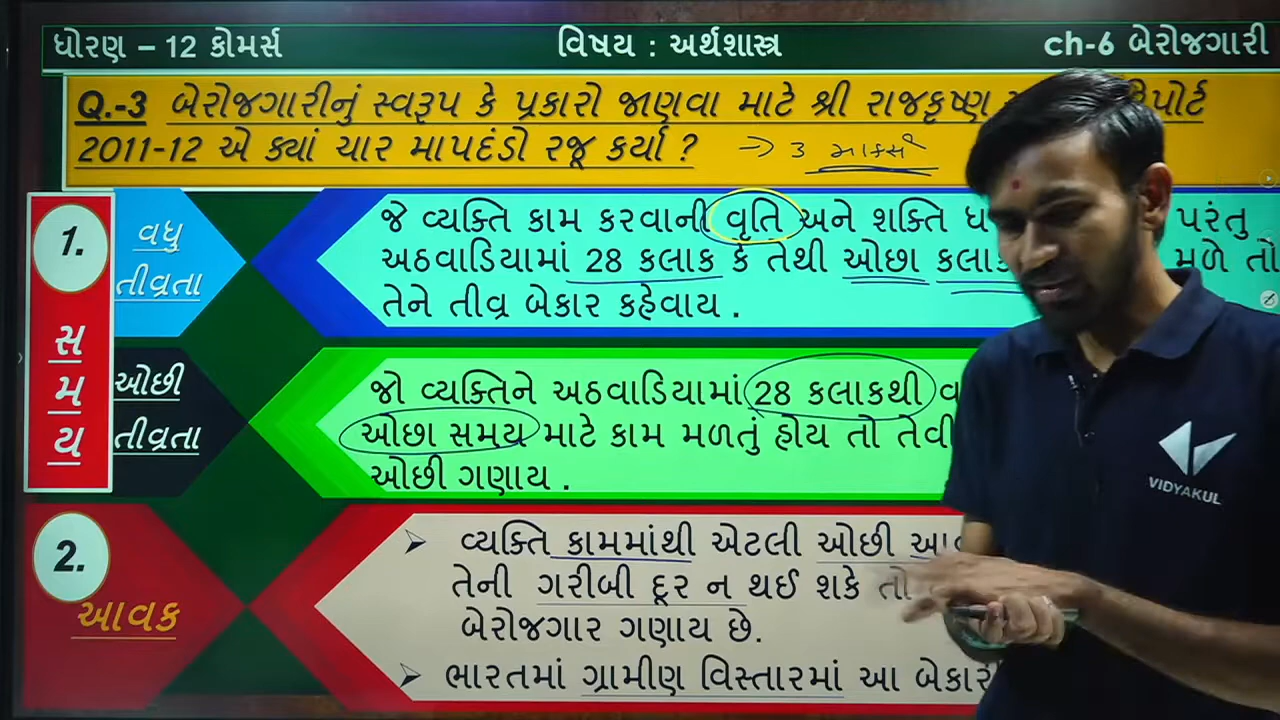 ધોરણ – 12 કોમર્સ વિષય : અર્થશાસ્ત્ર ch-6 બેરોજગારી
Q.-3 બેરોજગારીનું સ્વરૂપ કે પ્રકારો જાણવા માટે શ્રી રાજકૃષ્ણ
2011-12 એ ક્યાં ચાર માપદંડો રજૂ કર્યા ? → 3 માર્ક્સ
1.
સ
મ
ય
વધુ
તીવ્રતા
જે વ્યક્તિ કામ કરવાની વૃતિ અને શક્તિ પરંતુ
અઠવાડિયામાં 28 કલાક કે તેથી ઓછા કલાક મળે તો
તેને તીવ્ર બેકાર કહેવાય .
ઓછી
તીવ્રતા
જો વ્યક્તિને અઠવાડિયામાં 28 કલાકથી
ઓછા સમય માટે કામ મળતું હોય તો તેવી
ઓછી ગણાય .
2.
આવક
➢ વ્યક્તિ કામમાંથી એટલી ઓછી
તેની ગરીબી દૂર ન થઈ શકે તો
બેરોજગાર ગણાય છે.
➢ ભારતમાં ગ્રામીણ વિસ્તારમાં આ
VIDYAKUL